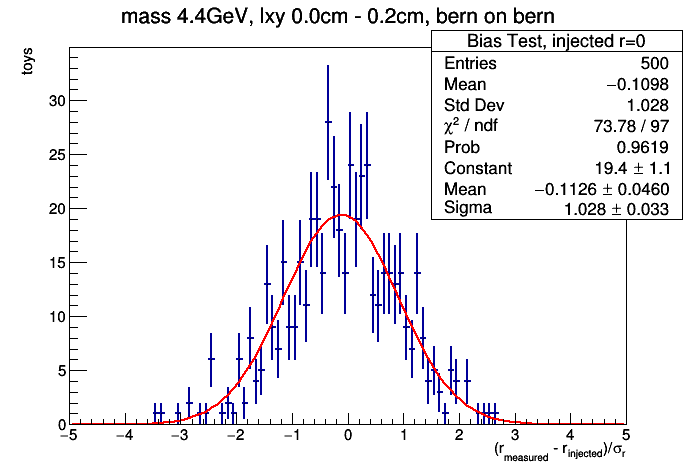 mass 4.4GeV, lxy 0.0cm - 0.2cm, bern on bern
toys
Bias Test, injected r=0
Entries 500
Mean −0.1098
Std Dev 1.028
χ² / ndf 73.78 / 97
Prob 0.9619
Constant 19.4 ± 1.1
Mean −0.1126 ± 0.0460
Sigma 1.028 ± 0.033
30
25
20
15
10
5
0
−5 −4 −3 −2 −1 0 1 2 3 4 5
(r_measured - r_injected)/σ_r